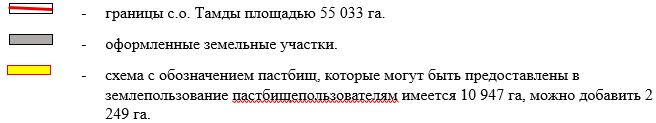 - границы с.о. Тамды площадью 55 033 га.
- оформленные земельные участки.
- схема с обозначением пастбищ, которые могут быть предоставлены в
землепользование пастбищепользователям имеется 10 947 га, можно добавить 2
249 га.